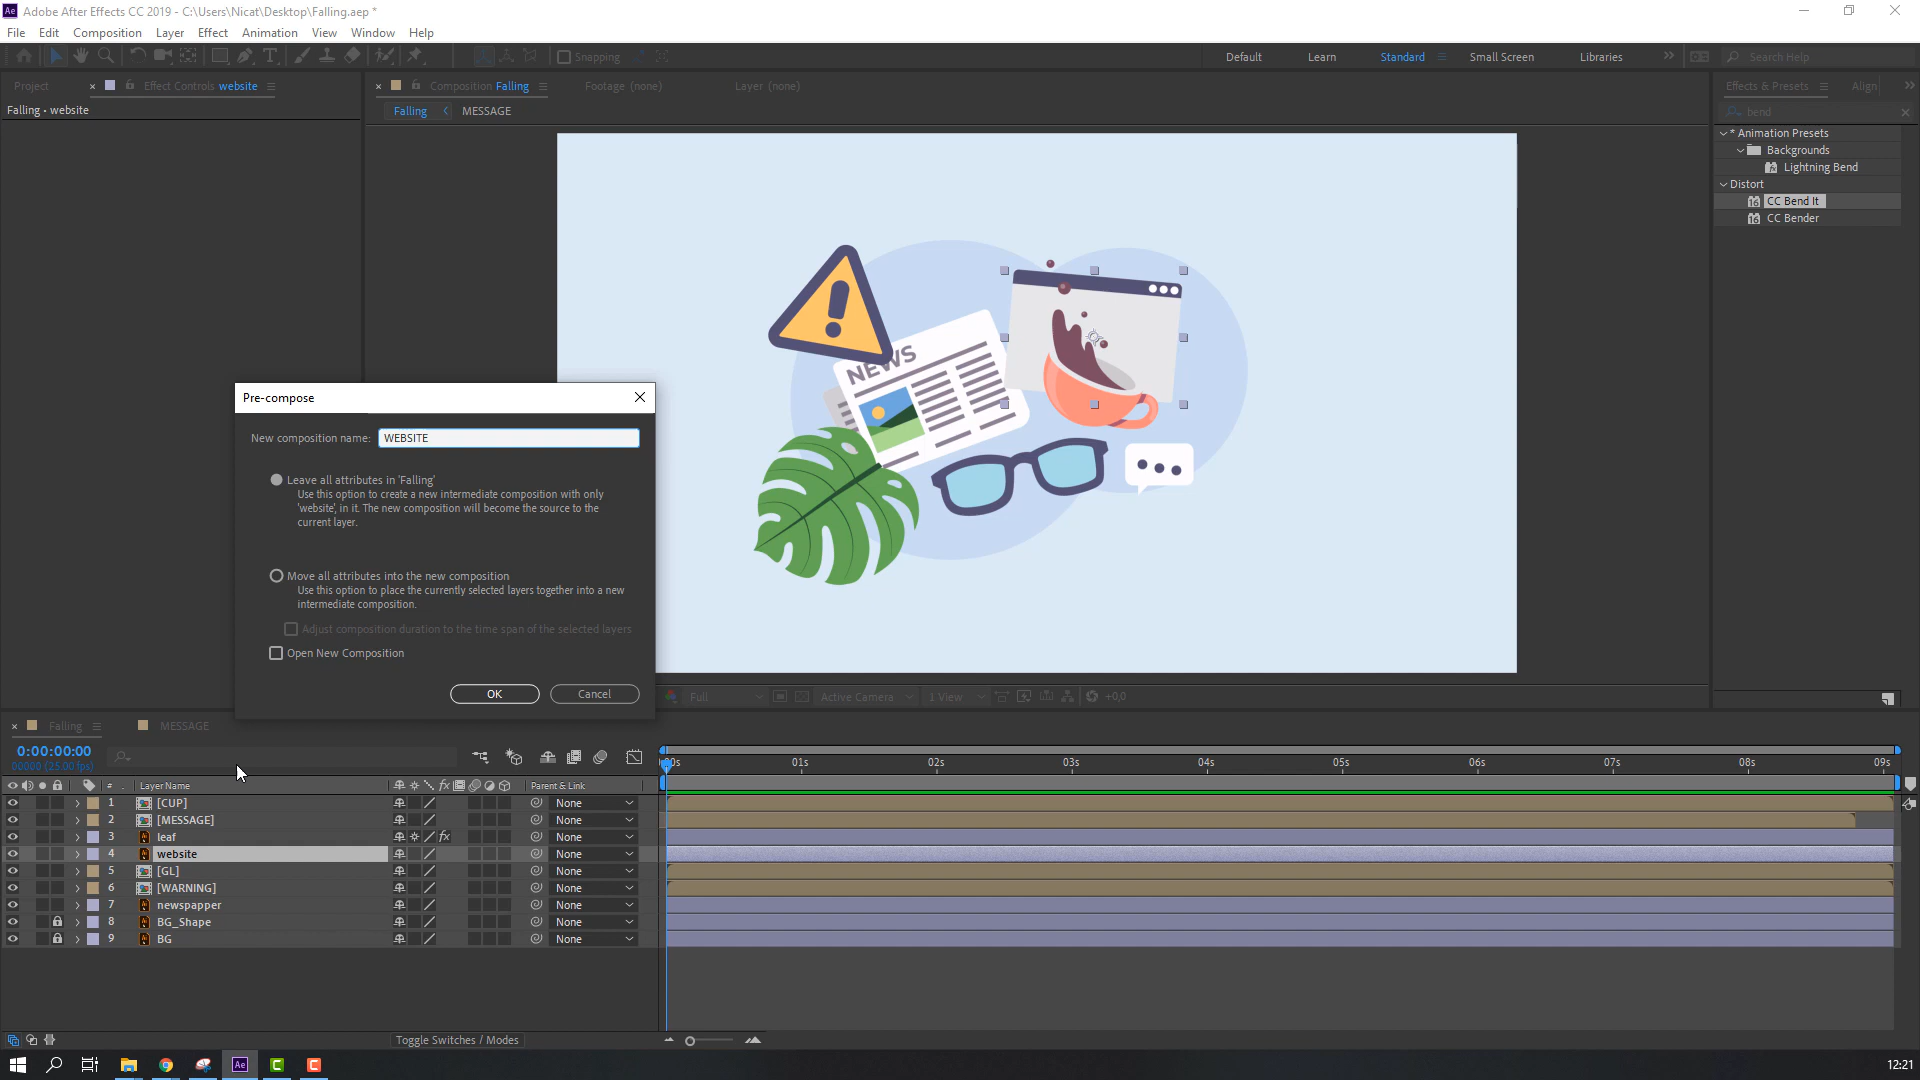 Ae Adobe After Effects CC 2019 - C:\Users\Nicat\Desktop\Falling.aep *
File Edit Composition Layer Effect Animation View Window Help
Snapping Default Learn Standard Small Screen Libraries Search Help
Project Effect Controls website Composition Falling Footage (none) Layer (none) Effects & Presets Align
Falling • website
Falling MESSAGE
bend
* Animation Presets
Backgrounds
Lightning Bend
Distort
CC Bend It
CC Bender
NEWS
Pre-compose
New composition name: WEBSITE
Leave all attributes in 'Falling'
Use this option to create a new intermediate composition with only
'website', in it. The new composition will become the source to the
current layer.
Move all attributes into the new composition
Use this option to place the currently selected layers together into a new
intermediate composition.
Adjust composition duration to the time span of the selected layers
Open New Composition
OK Cancel
Full Active Camera 1 View +0,0
Falling MESSAGE
0:00:00:00
00000 (25.00 fps)
00s 01s 02s 03s 04s 05s 06s 07s 08s 09s
# Layer Name fx Parent & Link
1 [CUP] None
2 [MESSAGE] None
3 leaf fx None
4 website None
5 [GL] None
6 [WARNING] None
7 newspapper None
8 BG_Shape None
9 BG None
Toggle Switches / Modes
Ae C C 12:21